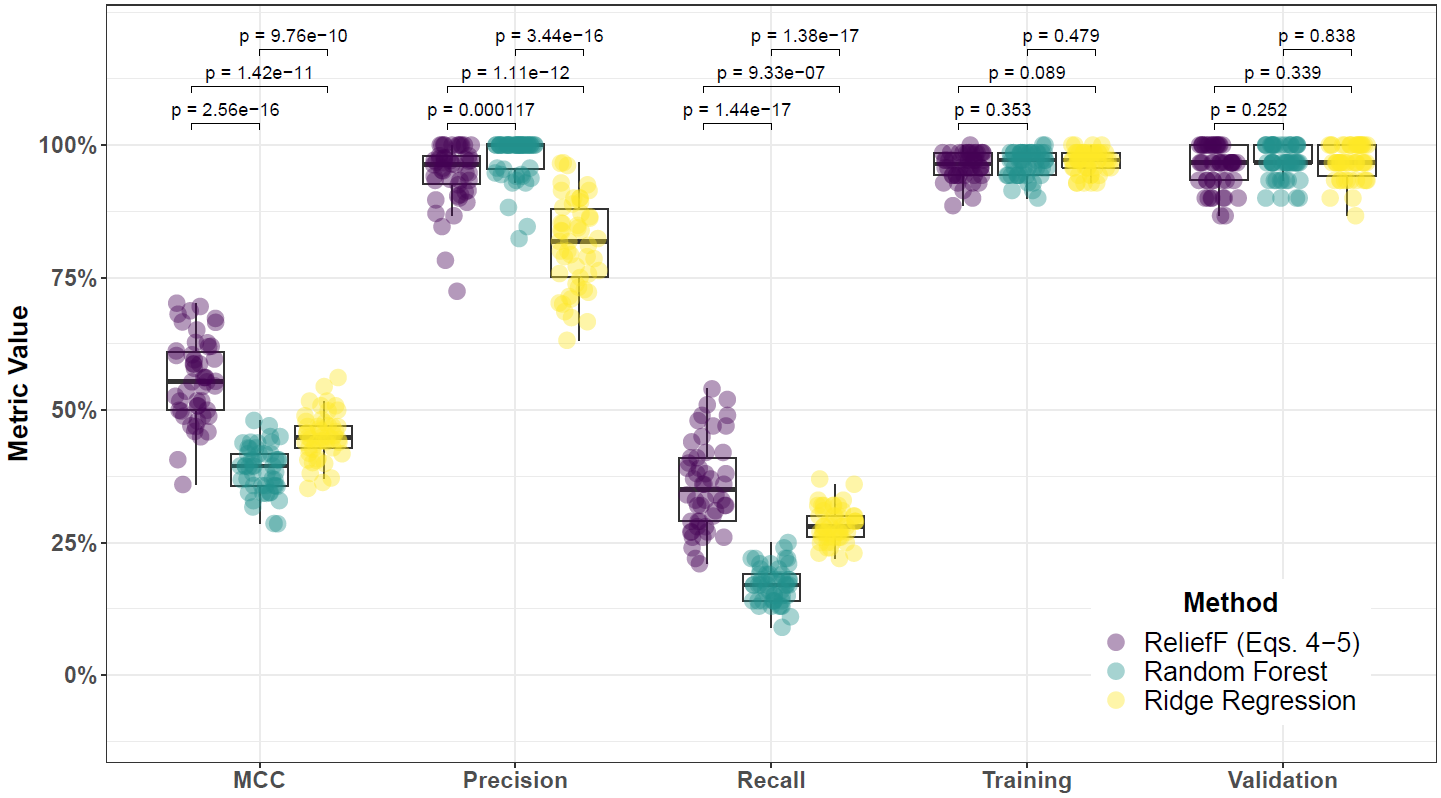 p = 9.76e−10
p = 3.44e−16
p = 1.38e−17
p = 0.479
p = 0.838
p = 1.42e−11
p = 1.11e−12
p = 9.33e−07
p = 0.089
p = 0.339
p = 2.56e−16
p = 0.000117
p = 1.44e−17
p = 0.353
p = 0.252
100%
75%
50%
25%
0%
Metric Value
Method
ReliefF (Eqs. 4−5)
Random Forest
Ridge Regression
MCC
Precision
Recall
Training
Validation